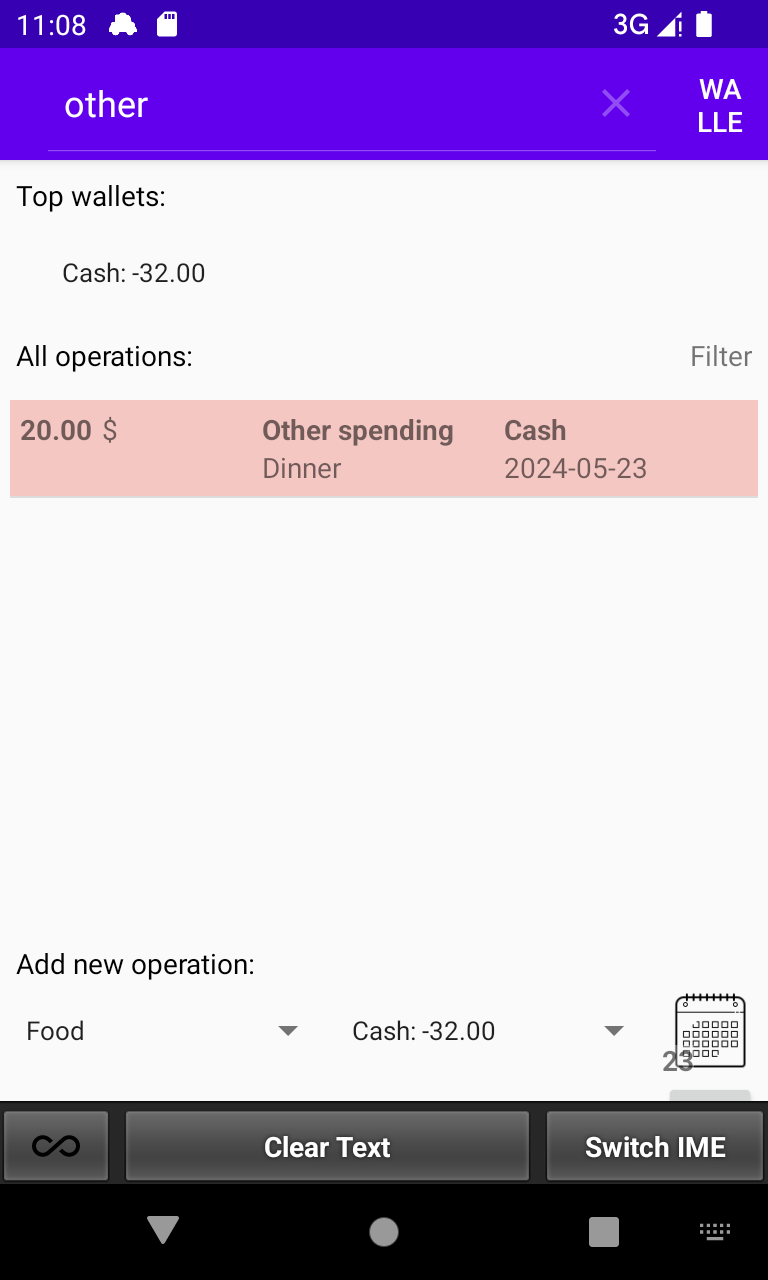 11:08
3G
other
WA
LLE
Top wallets:
Cash: -32.00
All operations:
Filter
20.00 $
Other spending
Cash
Dinner
2024-05-23
Add new operation:
Food
Cash: -32.00
23
Clear Text
Switch IME